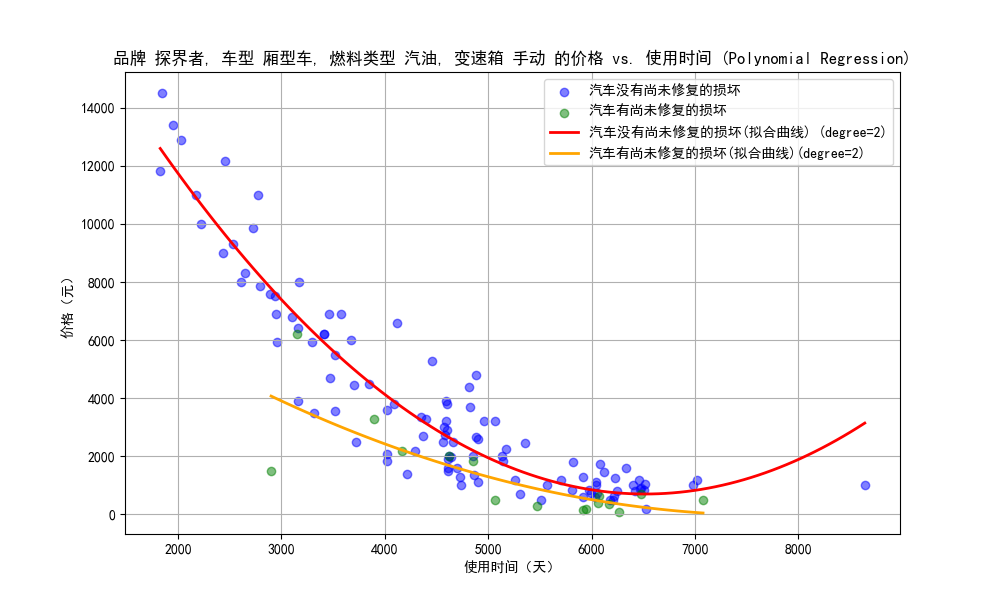 品牌 探界者, 车型 厢型车, 燃料类型 汽油, 变速箱 手动 的价格 vs. 使用时间 (Polynomial Regression)
汽车没有尚未修复的损坏
汽车有尚未修复的损坏
汽车没有尚未修复的损坏(拟合曲线) (degree=2)
汽车有尚未修复的损坏(拟合曲线)(degree=2)
价格（元）
14000
12000
10000
8000
6000
4000
2000
0
2000 3000 4000 5000 6000 7000 8000
使用时间（天）